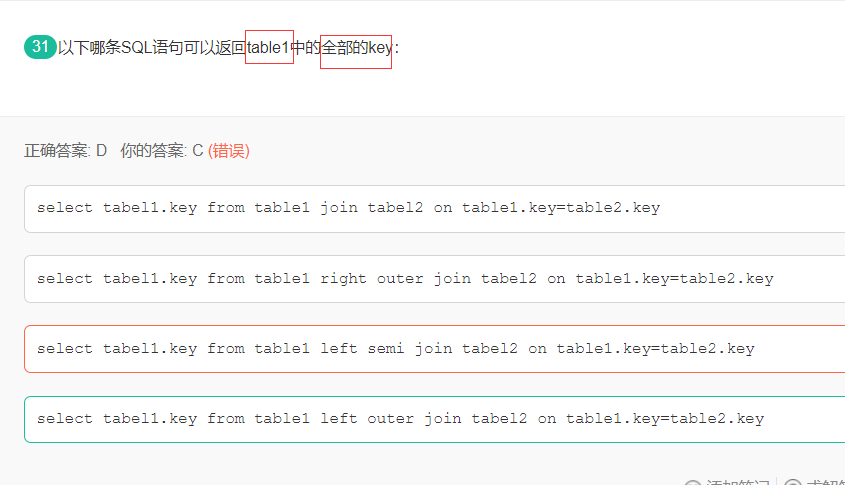 31 以下哪条SQL语句可以返回table1中的全部的key：
正确答案: D 你的答案: C (错误)
select tabel1.key from table1 join tabel2 on table1.key=table2.key
select tabel1.key from table1 right outer join tabel2 on table1.key=table2.key
select tabel1.key from table1 left semi join tabel2 on table1.key=table2.key
select tabel1.key from table1 left outer join tabel2 on table1.key=table2.key